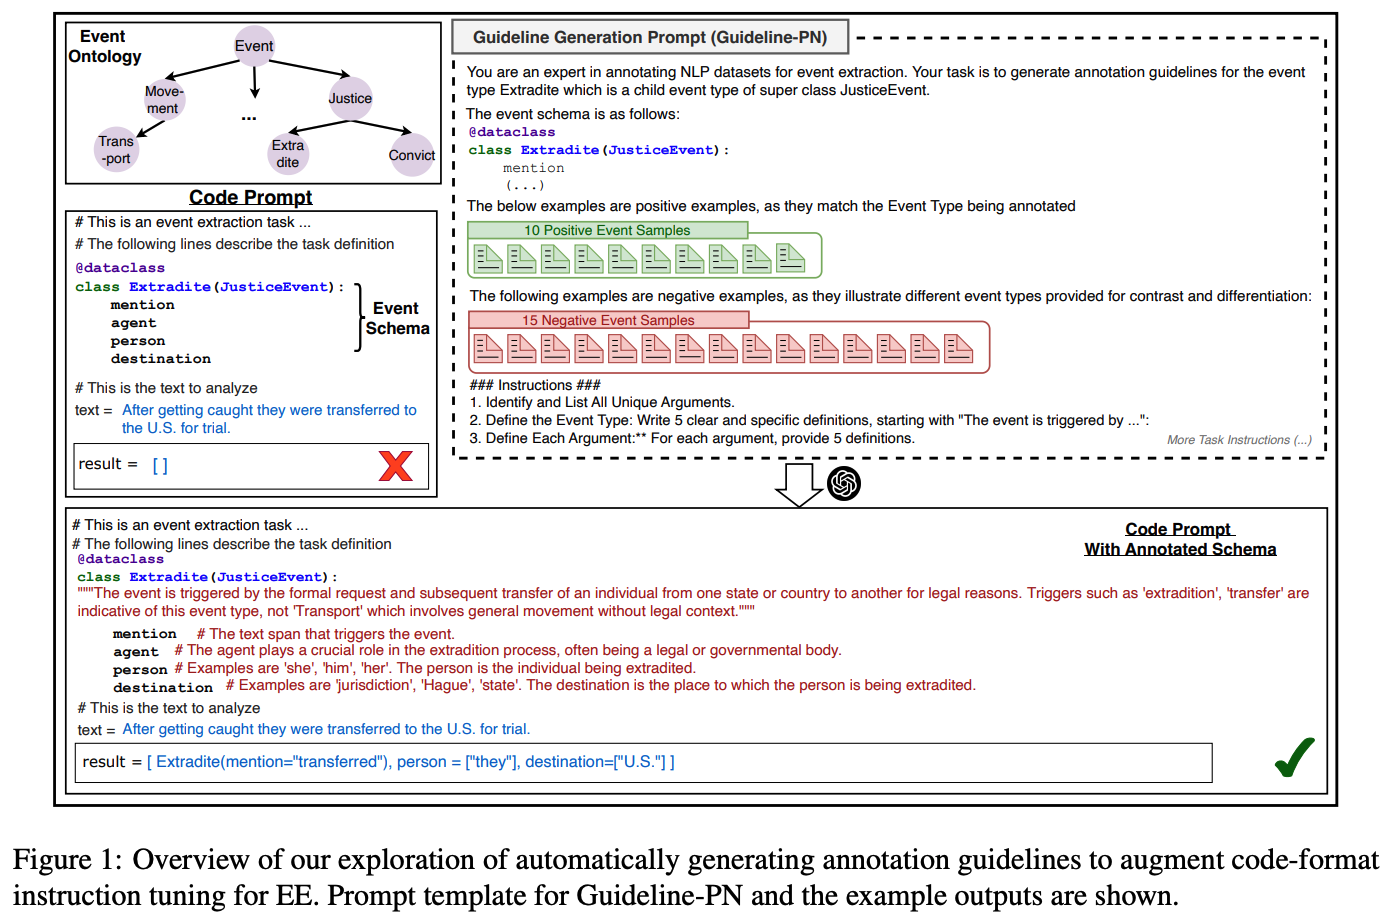 Event
Ontology
Event
Move-
ment
...
Justice
Trans
-port
Extra
dite
Convict
Code Prompt
# This is an event extraction task ...
# The following lines describe the task definition
@dataclass
class Extradite(JusticeEvent):
mention
agent
person
destination
Event
Schema
# This is the text to analyze
text = After getting caught they were transferred to
the U.S. for trial.
result = [ ]
Guideline Generation Prompt (Guideline-PN)
You are an expert in annotating NLP datasets for event extraction. Your task is to generate annotation guidelines for the event
type Extradite which is a child event type of super class JusticeEvent.
The event schema is as follows:
@dataclass
class Extradite(JusticeEvent):
mention
(...)
The below examples are positive examples, as they match the Event Type being annotated
10 Positive Event Samples
The following examples are negative examples, as they illustrate different event types provided for contrast and differentiation:
15 Negative Event Samples
### Instructions ###
1. Identify and List All Unique Arguments.
2. Define the Event Type: Write 5 clear and specific definitions, starting with "The event is triggered by ...":
3. Define Each Argument:** For each argument, provide 5 definitions.
More Task Instructions (...)
# This is an event extraction task ...
# The following lines describe the task definition
@dataclass
class Extradite(JusticeEvent):
Code Prompt
With Annotated Schema
"""The event is triggered by the formal request and subsequent transfer of an individual from one state or country to another for legal reasons. Triggers such as 'extradition', 'transfer' are
indicative of this event type, not 'Transport' which involves general movement without legal context."""
mention # The text span that triggers the event.
agent # The agent plays a crucial role in the extradition process, often being a legal or governmental body.
person # Examples are 'she', 'him', 'her'. The person is the individual being extradited.
destination # Examples are 'jurisdiction', 'Hague', 'state'. The destination is the place to which the person is being extradited.
# This is the text to analyze
text = After getting caught they were transferred to the U.S. for trial.
result = [ Extradite(mention="transferred"), person = ["they"], destination=["U.S."] ]
Figure 1: Overview of our exploration of automatically generating annotation guidelines to augment code-format
instruction tuning for EE. Prompt template for Guideline-PN and the example outputs are shown.